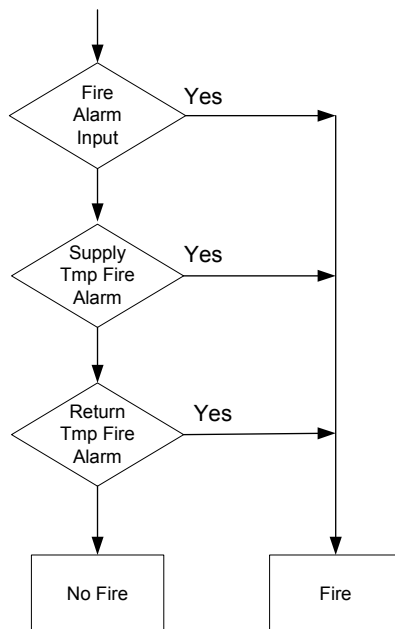 Fire
Alarm
Input
Yes
Supply
Tmp Fire
Alarm
Yes
Return
Tmp Fire
Alarm
Yes
No Fire
Fire